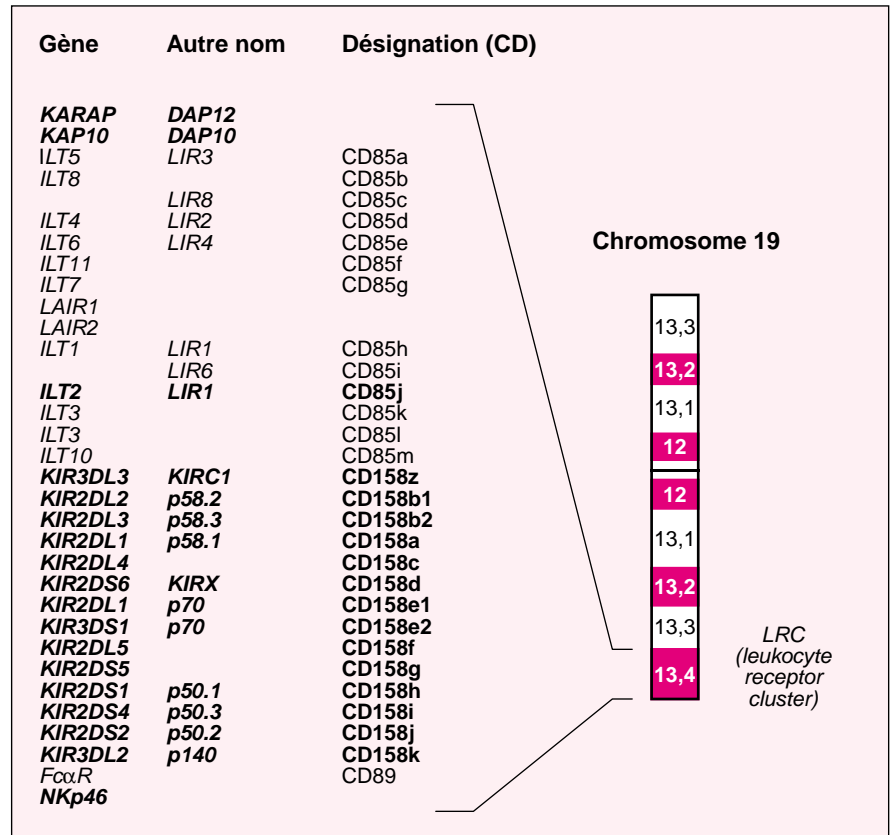 Gène Autre nom Désignation (CD)
KARAP DAP12
KAP10 DAP10
ILT5 LIR3 CD85a
ILT8 CD85b
LIR8 CD85c
ILT4 LIR2 CD85d
ILT6 LIR4 CD85e
ILT11 CD85f
ILT7 CD85g
LAIR1
LAIR2
ILT1 LIR1 CD85h
LIR6 CD85i
ILT2 LIR1 CD85j
ILT3 CD85k
ILT3 CD85l
ILT10 CD85m
KIR3DL3 KIRC1 CD158z
KIR2DL2 p58.2 CD158b1
KIR2DL3 p58.3 CD158b2
KIR2DL1 p58.1 CD158a
KIR2DL4 CD158c
KIR2DS6 KIRX CD158d
KIR2DL1 p70 CD158e1
KIR3DS1 p70 CD158e2
KIR2DL5 CD158f
KIR2DS5 CD158g
KIR2DS1 p50.1 CD158h
KIR2DS4 p50.3 CD158i
KIR2DS2 p50.2 CD158j
KIR3DL2 p140 CD158k
FcαR CD89
NKp46
Chromosome 19
13,3
13,2
13,1
12
12
13,1
13,2
13,3
13,4
LRC
(leukocyte
receptor
cluster)